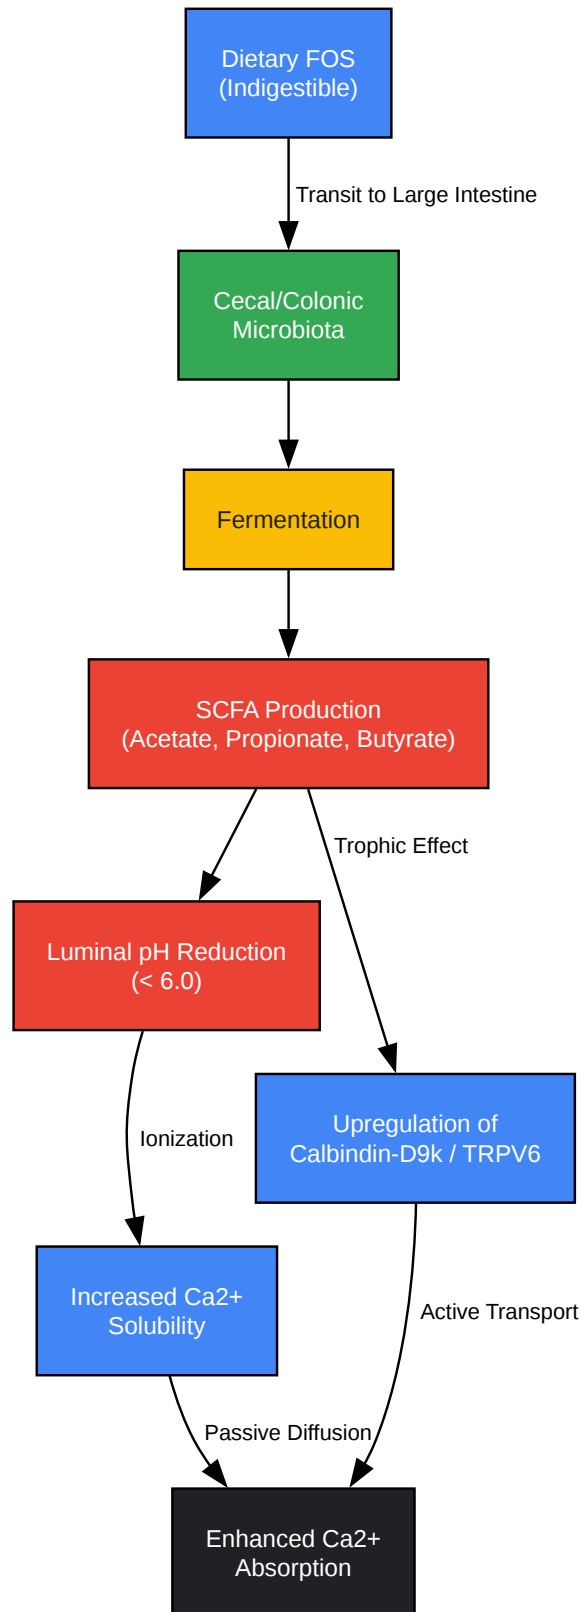 Dietary FOS
(Indigestible)
Transit to Large Intestine
Cecal/Colonic
Microbiota
Fermentation
SCFA Production
(Acetate, Propionate, Butyrate)
Trophic Effect
Luminal pH Reduction
(< 6.0)
Upregulation of
Calbindin-D9k / TRPV6
Ionization
Increased Ca2+
Solubility
Active Transport
Passive Diffusion
Enhanced Ca2+
Absorption